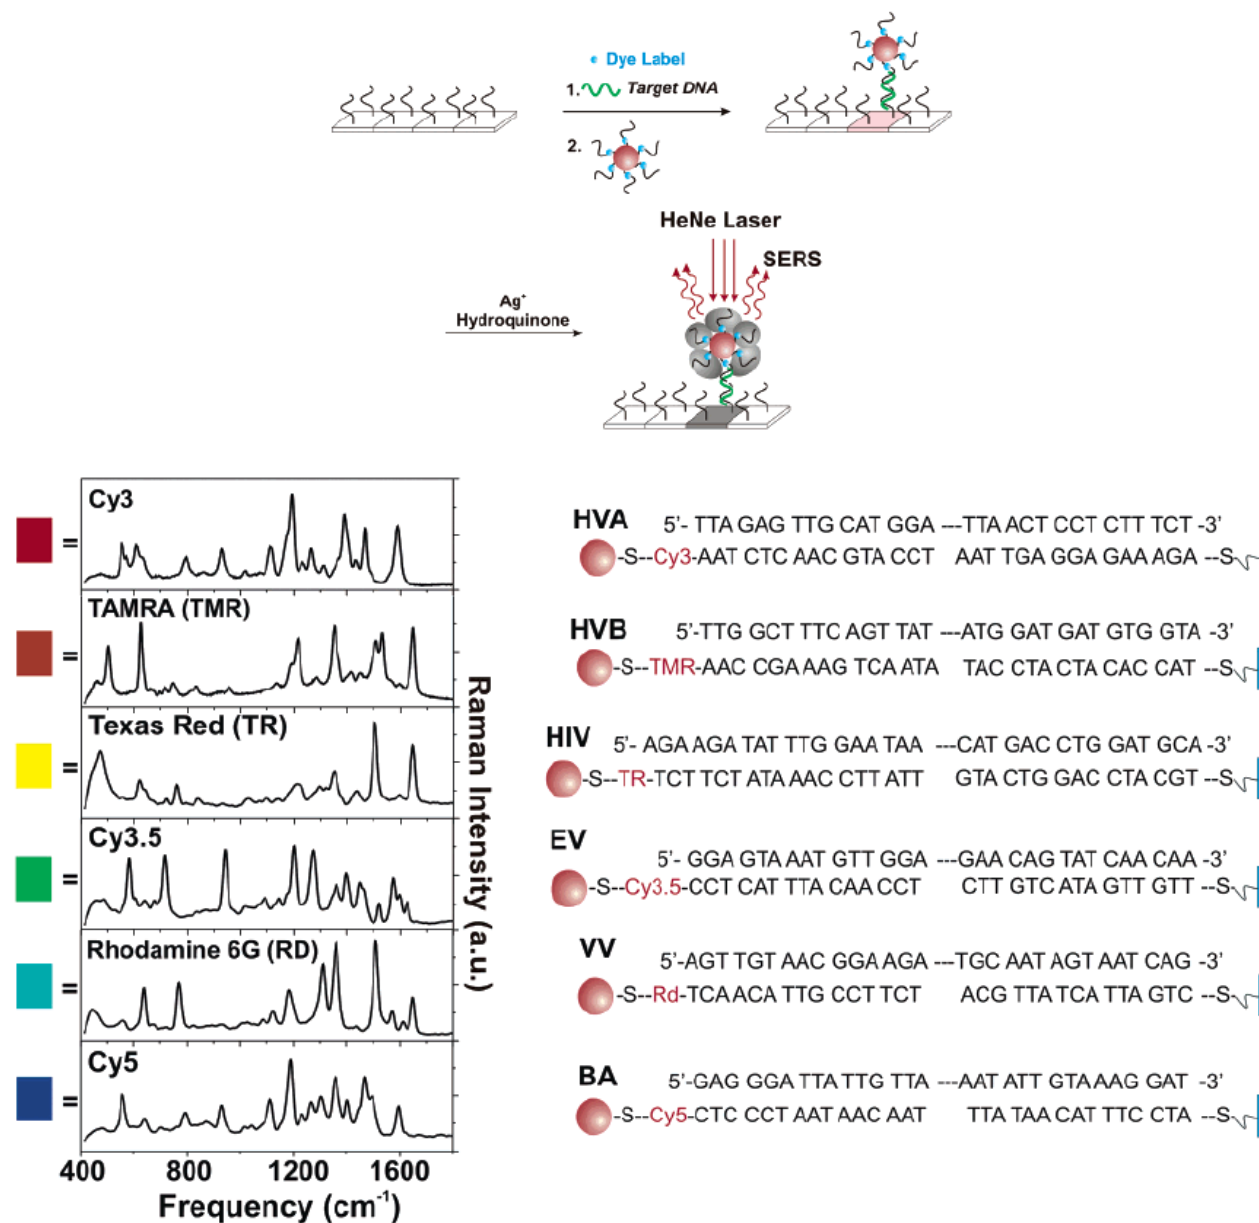 Dye Label
1. Target DNA
2.
HeNe Laser
SERS
Ag⁺
Hydroquinone
Cy3
TAMRA (TMR)
Texas Red (TR)
Cy3.5
Rhodamine 6G (RD)
Cy5
=
=
=
=
=
=
400 800 1200 1600
Frequency (cm⁻¹)
Raman Intensity (a.u.)
HVA
5'- TTA GAG TTG CAT GGA ---TTA ACT CCT CTT TCT -3'
-S--Cy3-AAT CTC AAC GTA CCT AAT TGA GGA GAA AGA --S
HVB
5'-TTG GCT TTC AGT TAT ---ATG GAT GAT GTG GTA -3'
-S--TMR-AAC CGA AAG TCA ATA TAC CTA CTA CAC CAT --S
HIV
5'- AGA AGA TAT TTG GAA TAA ---CAT GAC CTG GAT GCA -3'
-S--TR-TCT TCT ATA AAC CTT ATT GTA CTG GAC CTA CGT --S
EV
5'- GGA GTA AAT GTT GGA ---GAA CAG TAT CAA CAA -3'
-S--Cy3.5-CCT CAT TTA CAA CCT CTT GTC ATA GTT GTT --S
VV
5'-AGT TGT AAC GGA AGA ---TGC AAT AGT AAT CAG -3'
-S--Rd-TCA ACA TTG CCT TCT ACG TTA TCA TTA GTC --S
BA
5'-GAG GGA TTA TTG TTA ---AAT ATT GTA AAG GAT -3'
-S--Cy5-CTC CCT AAT AAC AAT TTA TAA CAT TTC CTA --S